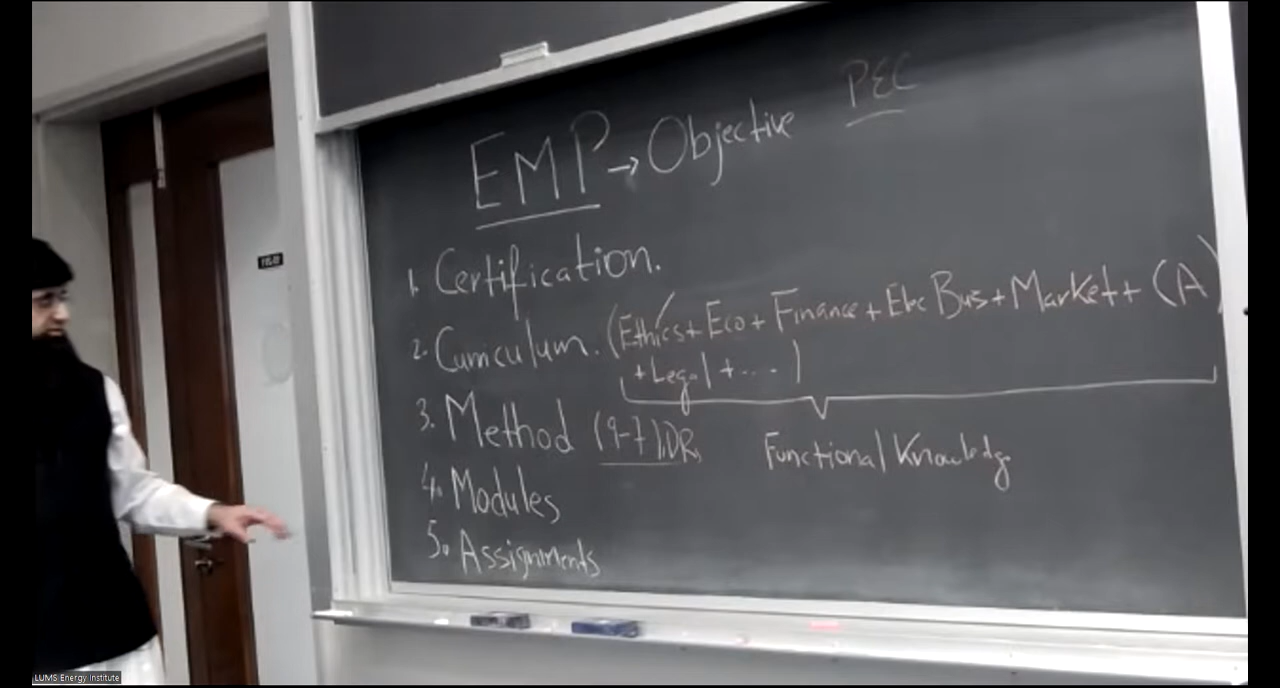 PEC
EMP → Objective
1. Certification.
2. Curriculum. (Ethics + Eco + Finance + Elec Bus + Market + (A)
+ Legal + .... )
3. Method (9-7), DR,
Functional Knowledge
4. Modules
5. Assignments
LUMS Energy Institute